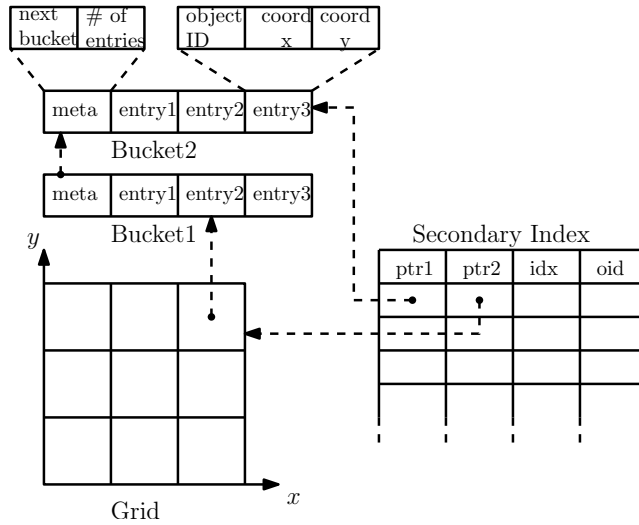 next bucket
# of entries
object ID
coord x
coord y
meta entry1 entry2 entry3
Bucket2
meta entry1 entry2 entry3
Bucket1
y
Secondary Index
ptr1 ptr2 idx oid
x
Grid